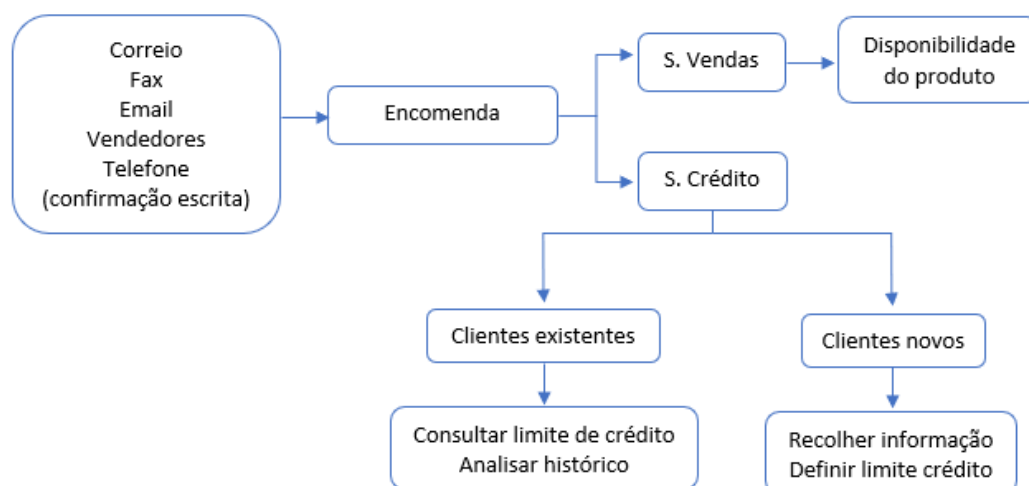 Correio
Fax
Email
Vendedores
Telefone
(confirmação escrita)
Encomenda
S. Vendas
Disponibilidade
do produto
S. Crédito
Clientes existentes
Clientes novos
Consultar limite de crédito
Analisar histórico
Recolher informação
Definir limite crédito